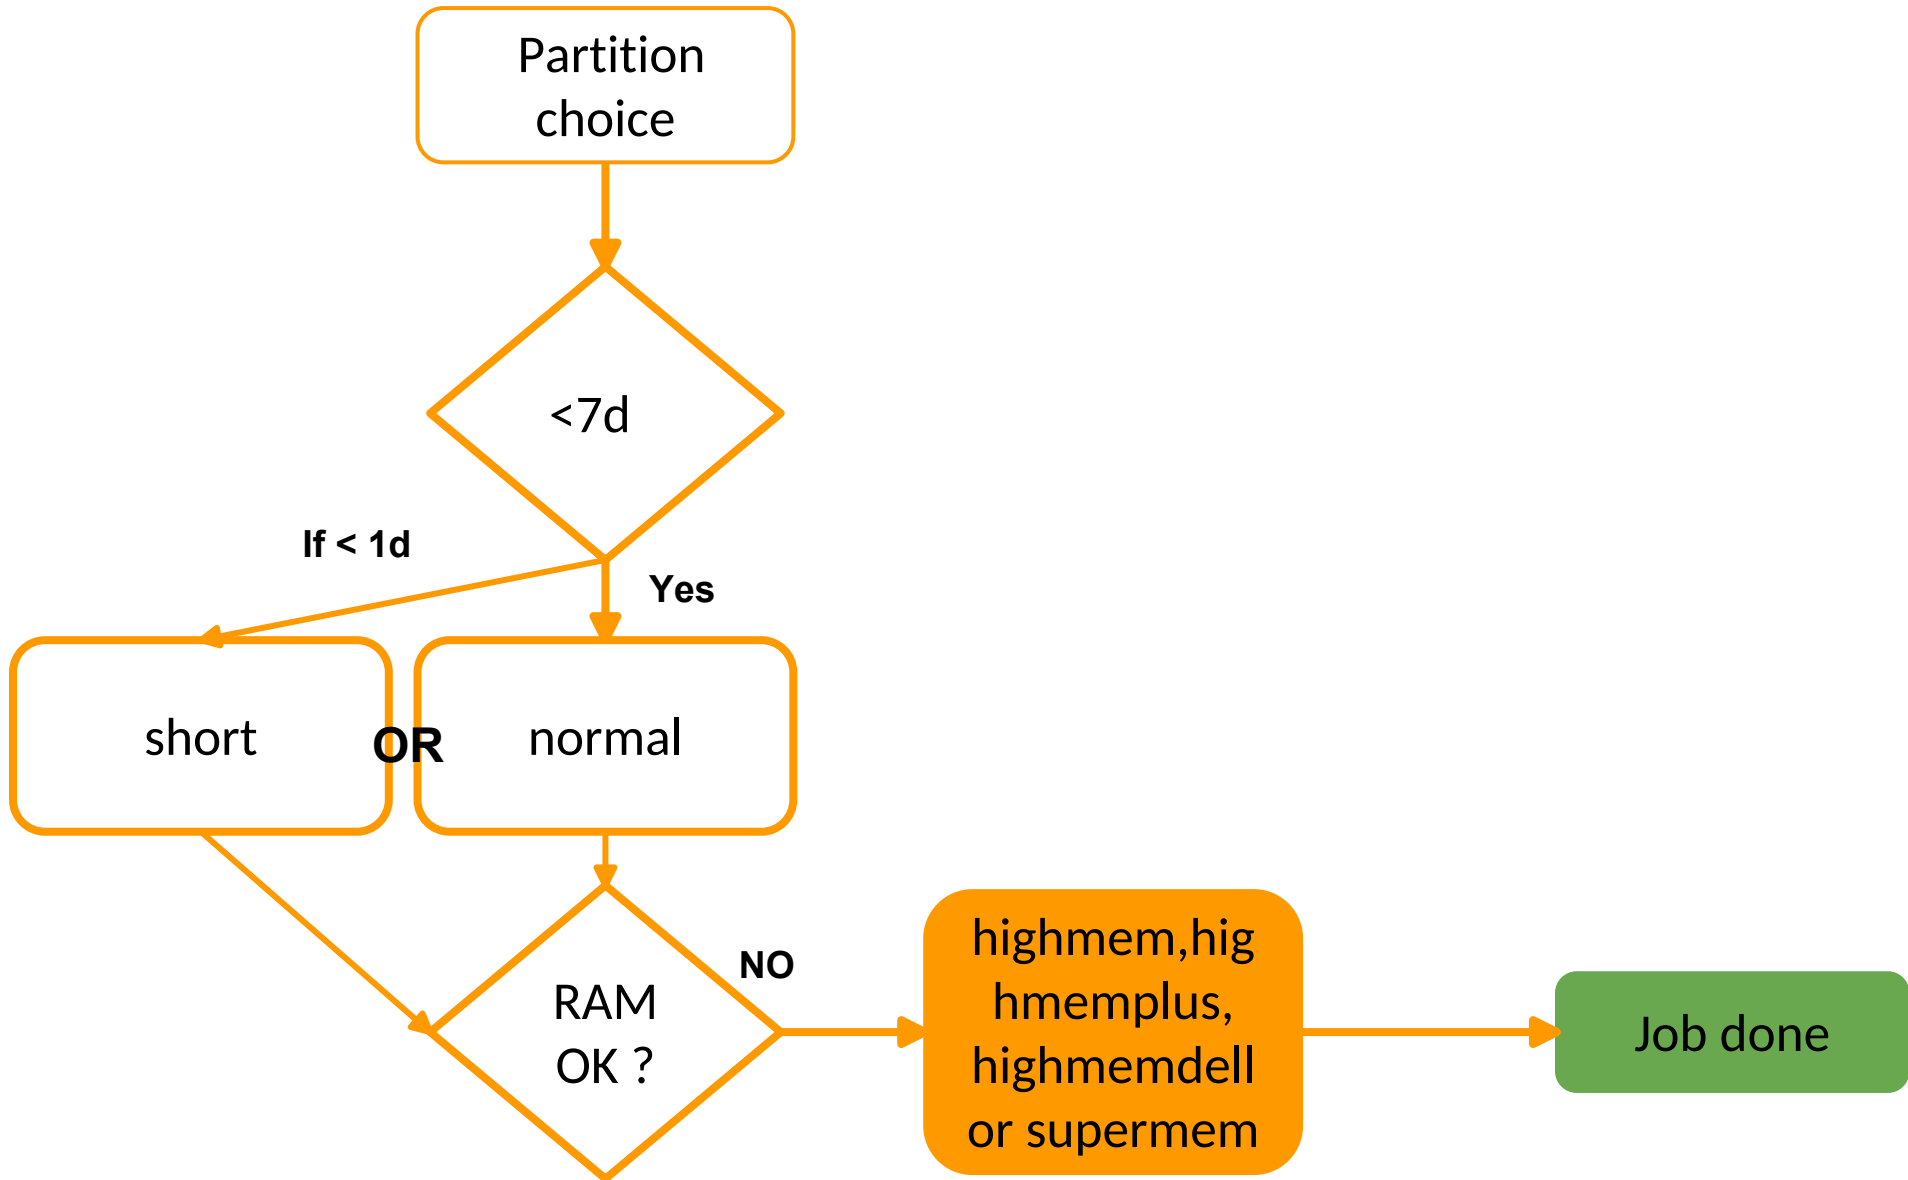 Partition
choice
<7d
If < 1d
Yes
short
OR
normal
NO
RAM
OK ?
highmem,hig
hmemplus,
highmemdell
or supermem
Job done